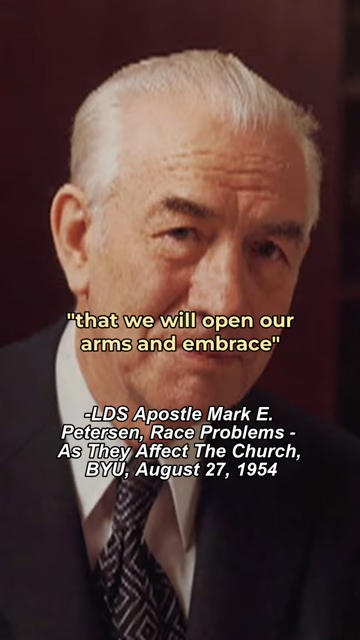 "that we will open our
arms and embrace"
-LDS Apostle Mark E.
Petersen, Race Problems -
As They Affect The Church,
BYU, August 27, 1954